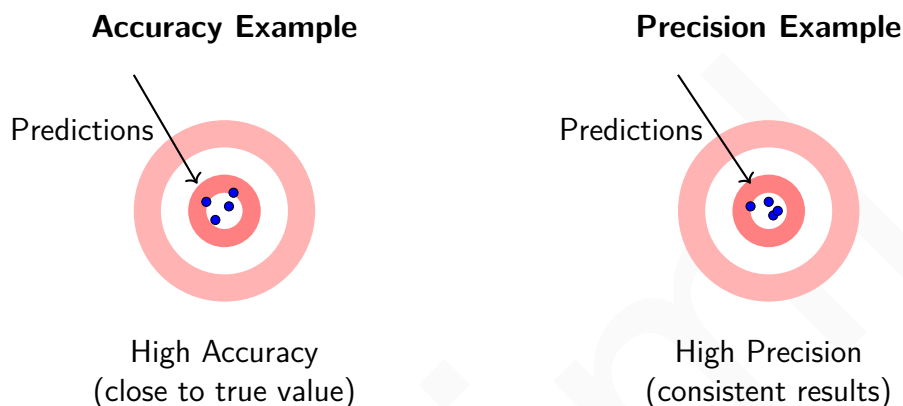 Accuracy Example
Predictions
High Accuracy
(close to true value)
Precision Example
Predictions
High Precision
(consistent results)